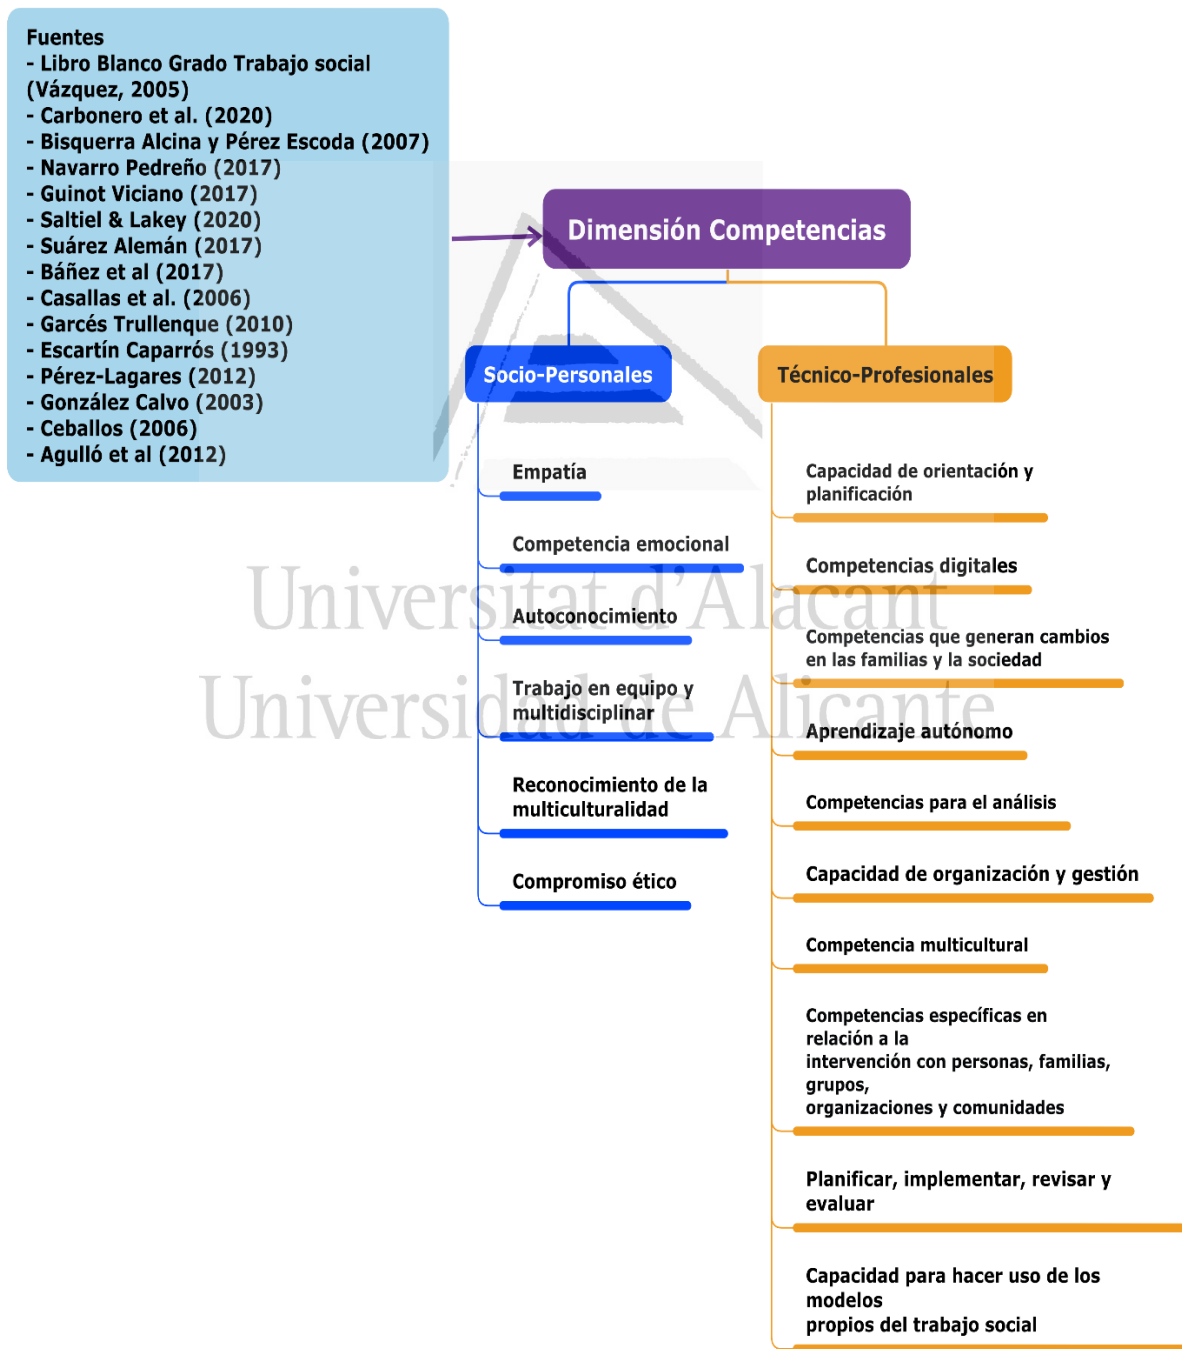 Fuentes
- Libro Blanco Grado Trabajo social
(Vázquez, 2005)
- Carbonero et al. (2020)
- Bisquerra Alcina y Pérez Escoda (2007)
- Navarro Pedreño (2017)
- Guinot Viciano (2017)
- Saltiel & Lakey (2020)
- Suárez Alemán (2017)
- Báñez et al (2017)
- Casallas et al. (2006)
- Garcés Trullenque (2010)
- Escartín Caparrós (1993)
- Pérez-Lagares (2012)
- González Calvo (2003)
- Ceballos (2006)
- Agulló et al (2012)
Dimensión Competencias
Socio-Personales
Empatía
Competencia emocional
Autoconocimiento
Trabajo en equipo y
multidisciplinar
Reconocimiento de la
multiculturalidad
Compromiso ético
Técnico-Profesionales
Capacidad de orientación y
planificación
Competencias digitales
Competencias que generan cambios
en las familias y la sociedad
Aprendizaje autónomo
Competencias para el análisis
Capacidad de organización y gestión
Competencia multicultural
Competencias específicas en
relación a la
intervención con personas, familias,
grupos,
organizaciones y comunidades
Planificar, implementar, revisar y
evaluar
Capacidad para hacer uso de los
modelos
propios del trabajo social
Universitat d'Alacant
Universidad de Alicante